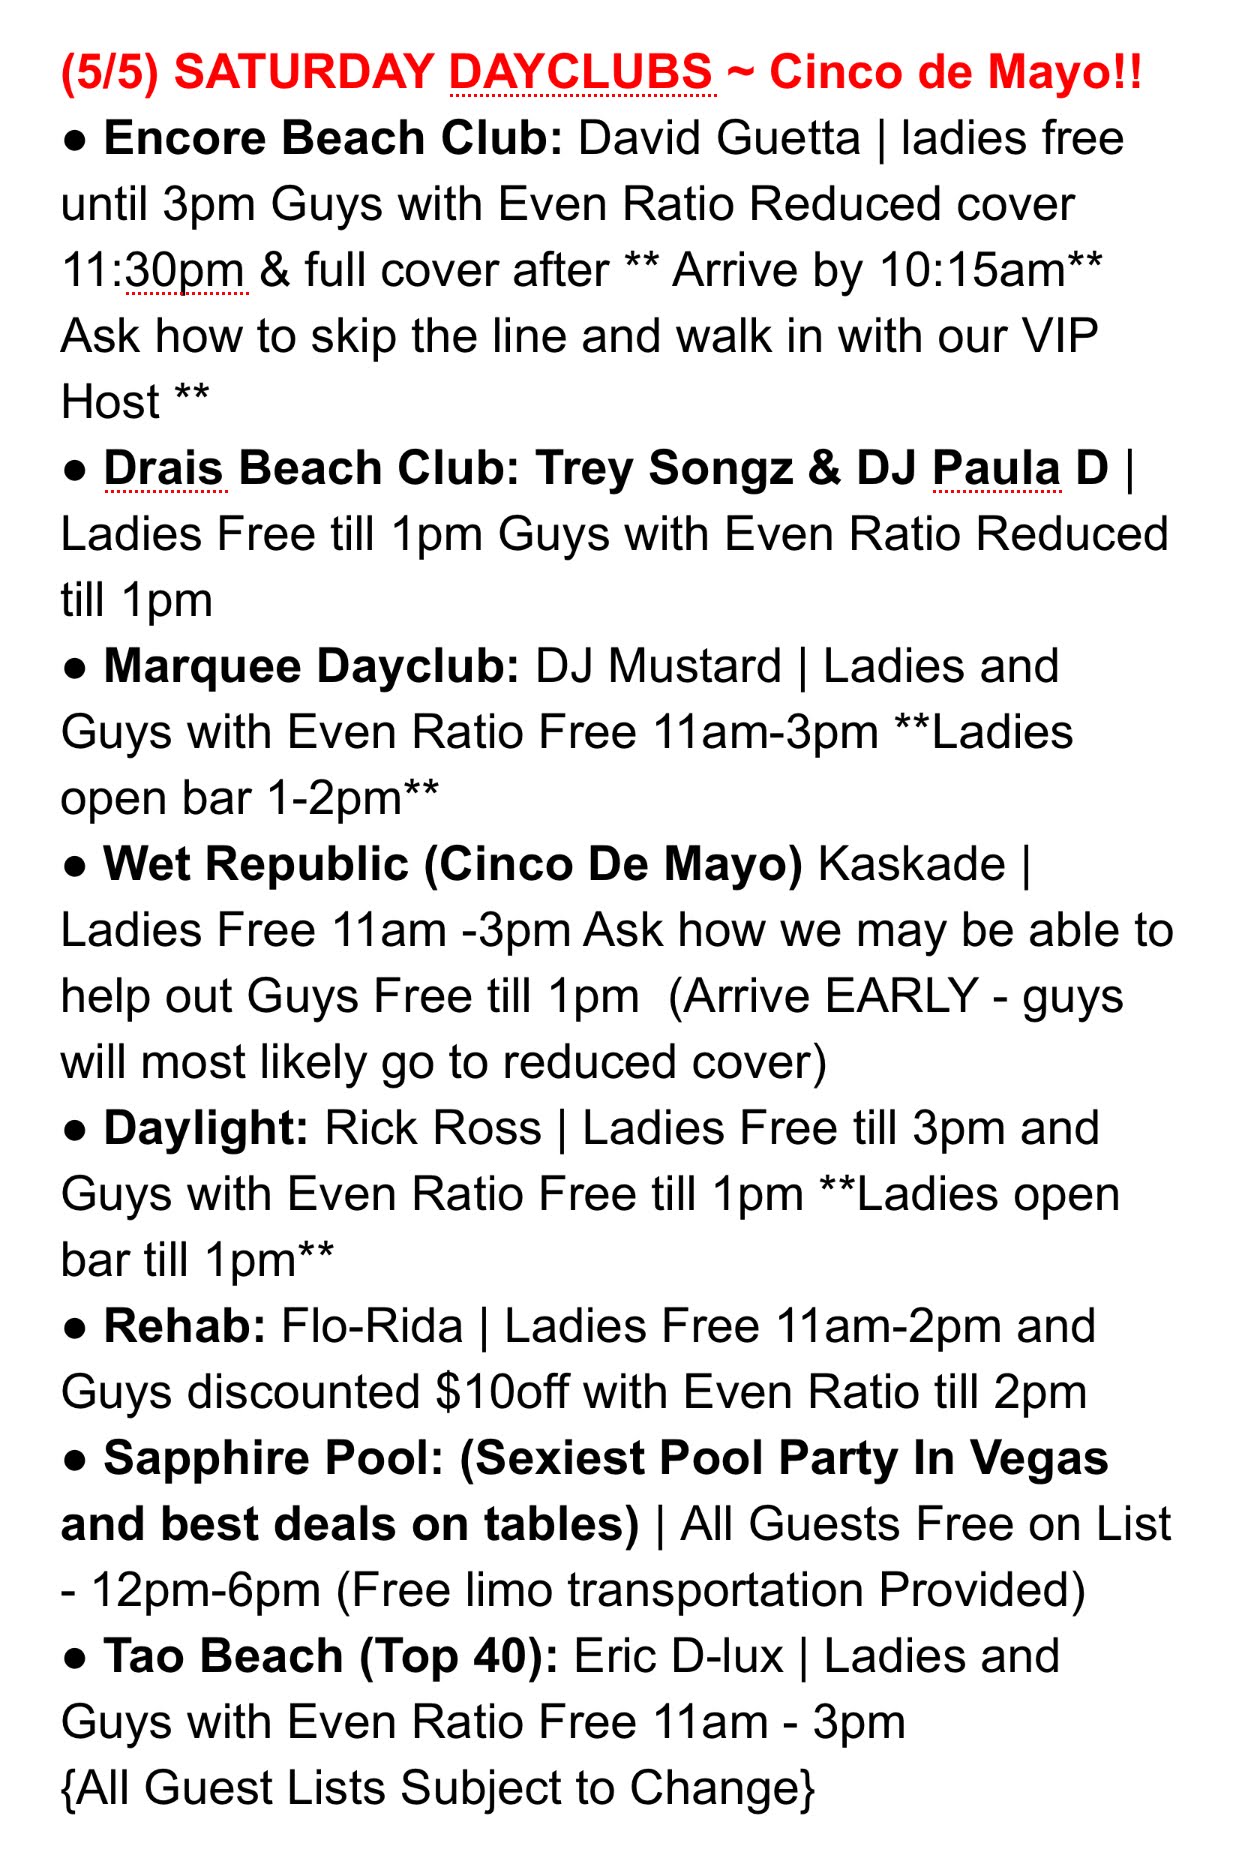 (5/5) SATURDAY DAYCLUBS ~ Cinco de Mayo!!
● Encore Beach Club: David Guetta | ladies free
until 3pm Guys with Even Ratio Reduced cover
11:30pm & full cover after ** Arrive by 10:15am**
Ask how to skip the line and walk in with our VIP
Host **
● Drais Beach Club: Trey Songz & DJ Paula D |
Ladies Free till 1pm Guys with Even Ratio Reduced
till 1pm
● Marquee Dayclub: DJ Mustard | Ladies and
Guys with Even Ratio Free 11am-3pm **Ladies
open bar 1-2pm**
● Wet Republic (Cinco De Mayo) Kaskade |
Ladies Free 11am -3pm Ask how we may be able to
help out Guys Free till 1pm  (Arrive EARLY - guys
will most likely go to reduced cover)
● Daylight: Rick Ross | Ladies Free till 3pm and
Guys with Even Ratio Free till 1pm **Ladies open
bar till 1pm**
● Rehab: Flo-Rida | Ladies Free 11am-2pm and
Guys discounted $10off with Even Ratio till 2pm
● Sapphire Pool: (Sexiest Pool Party In Vegas
and best deals on tables) | All Guests Free on List
- 12pm-6pm (Free limo transportation Provided)
● Tao Beach (Top 40): Eric D-lux | Ladies and
Guys with Even Ratio Free 11am - 3pm
{All Guest Lists Subject to Change}